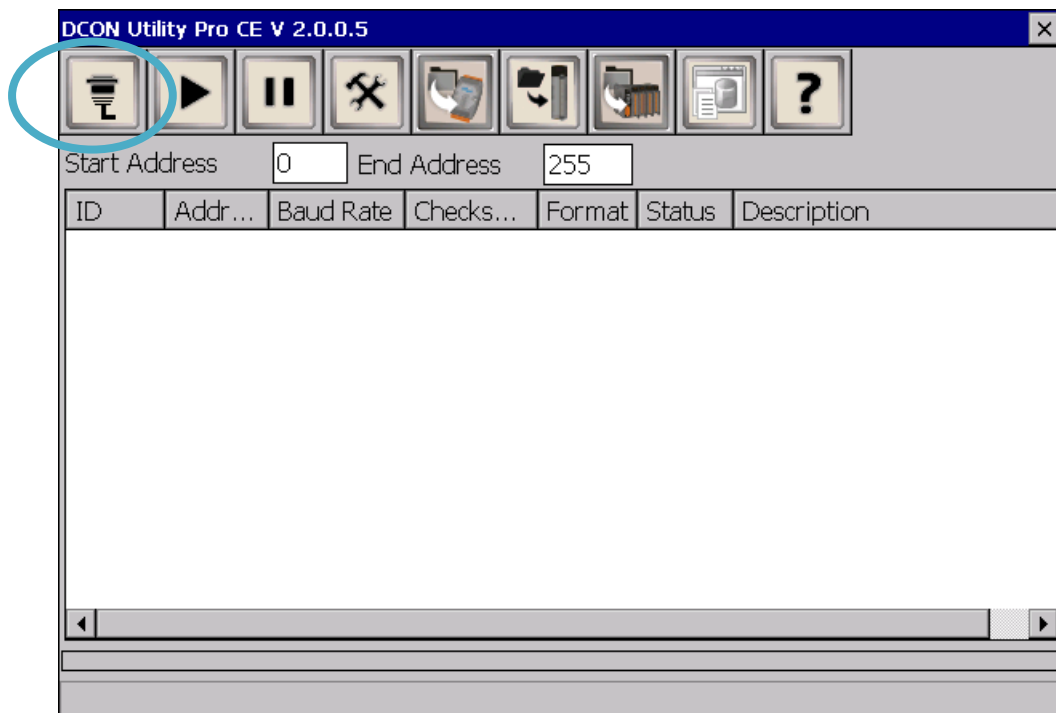 DCON Utility Pro CE V 2.0.0.5
?
Start Address 0 End Address 255
ID Addr... Baud Rate Checks... Format Status Description